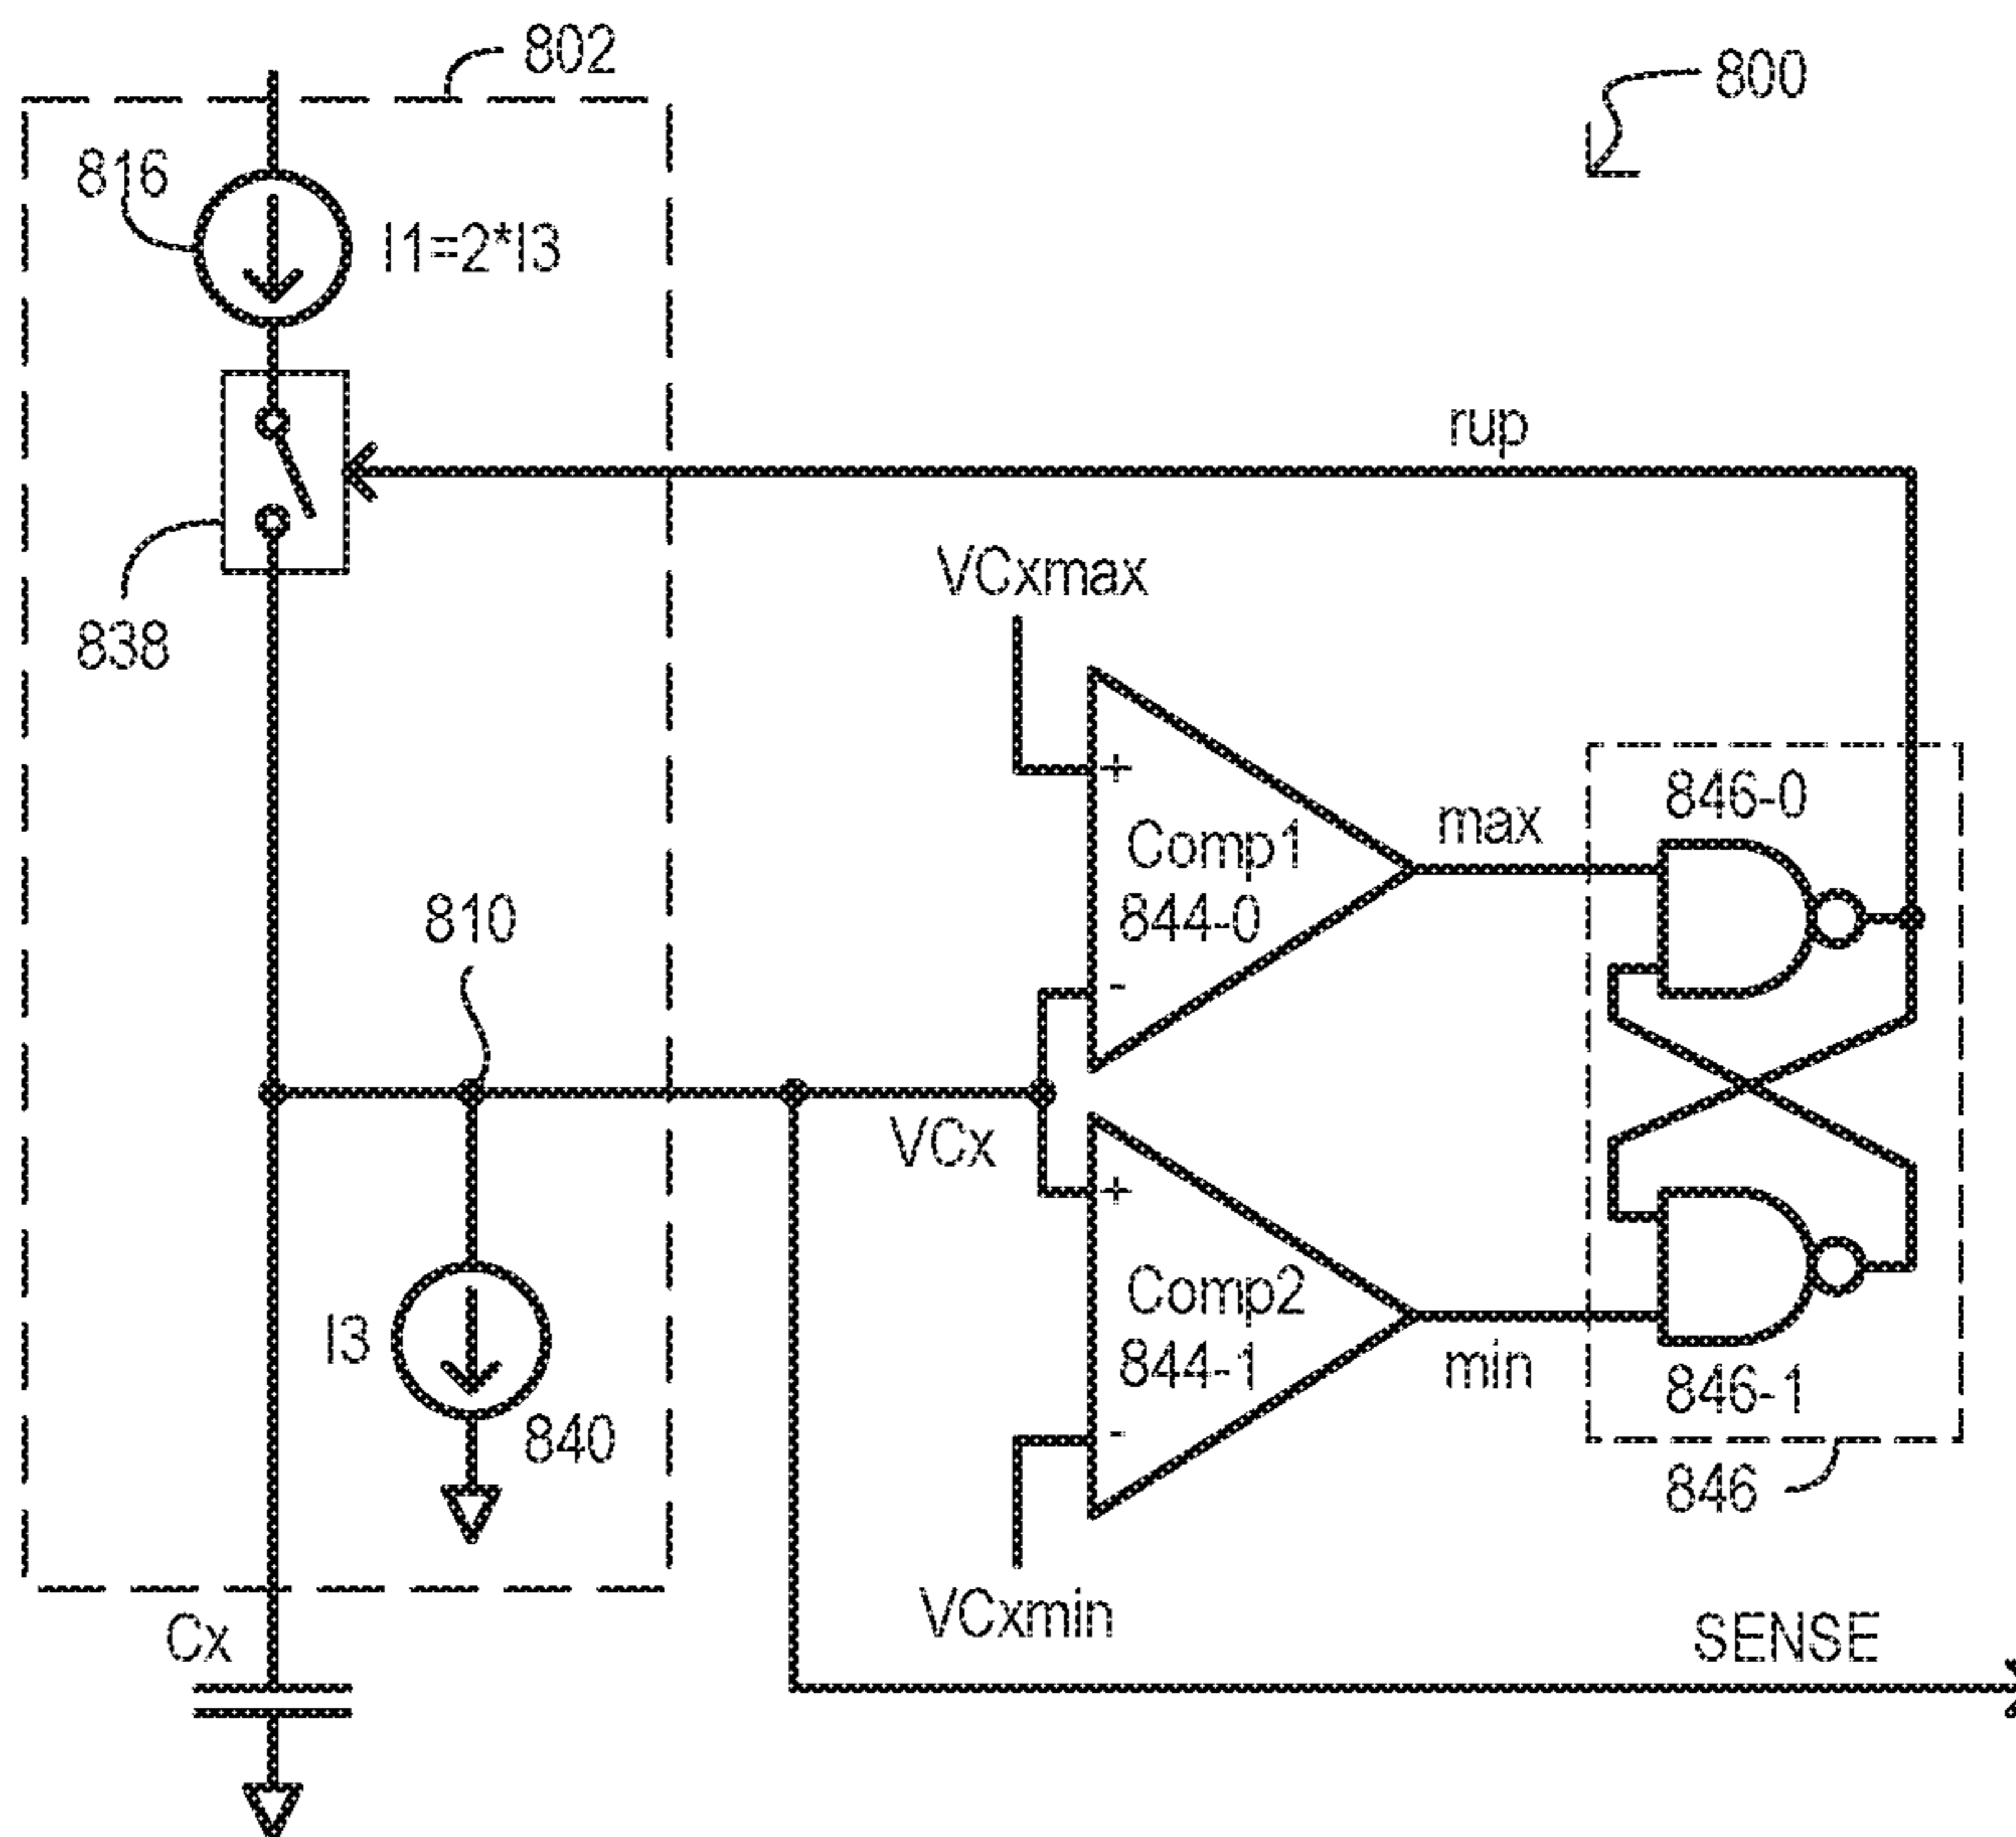 802
800
816
I1=2*I3
rup
838
VCxmax
+
846-0
max
Comp1
844-0
810
-
VCx
+
I3
840
Comp2
844-1
min
846-1
-
846
VCxmin
Cx
SENSE